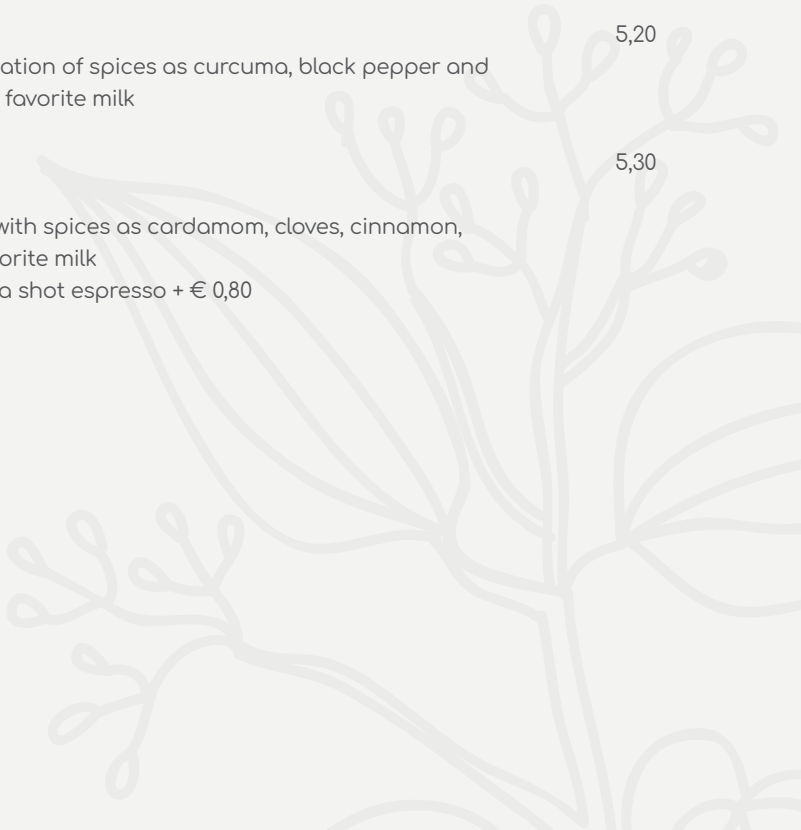 5,20
ation of spices as curcuma, black pepper and
favorite milk
5,30
with spices as cardamom, cloves, cinnamon,
orite milk
a shot espresso + € 0,80